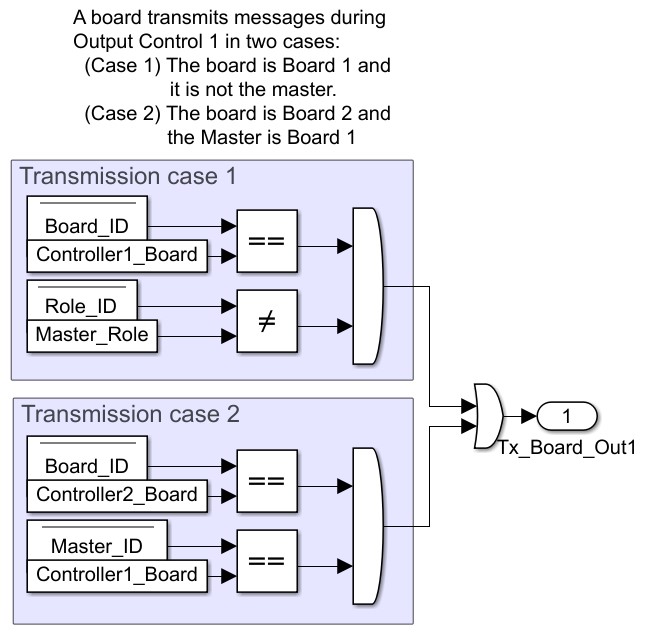 A board transmits messages during
Output Control 1 in two cases:
(Case 1) The board is Board 1 and
it is not the master.
(Case 2) The board is Board 2 and
the Master is Board 1
Transmission case 1
Board_ID
Controller1_Board
==
Role_ID
Master_Role
≠
Transmission case 2
Board_ID
Controller2_Board
==
Master_ID
Controller1_Board
==
1
Tx_Board_Out1